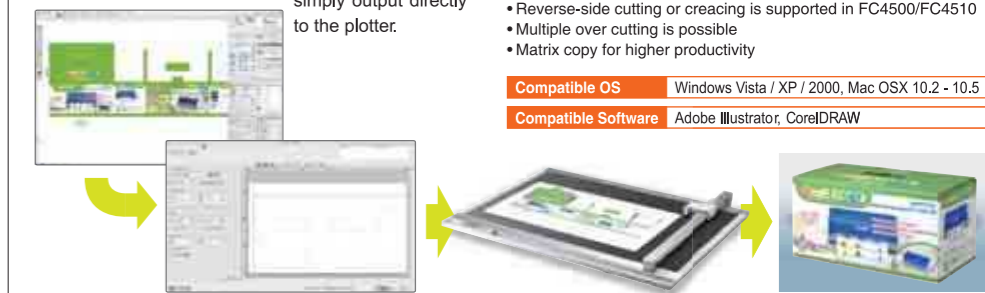 simply output directly
to the plotter.
• Reverse-side cutting or creacing is supported in FC4500/FC4510
• Multiple over cutting is possible
• Matrix copy for higher productivity
Compatible OS Windows Vista / XP / 2000, Mac OSX 10.2 - 10.5
Compatible Software Adobe Illustrator, CorelDRAW